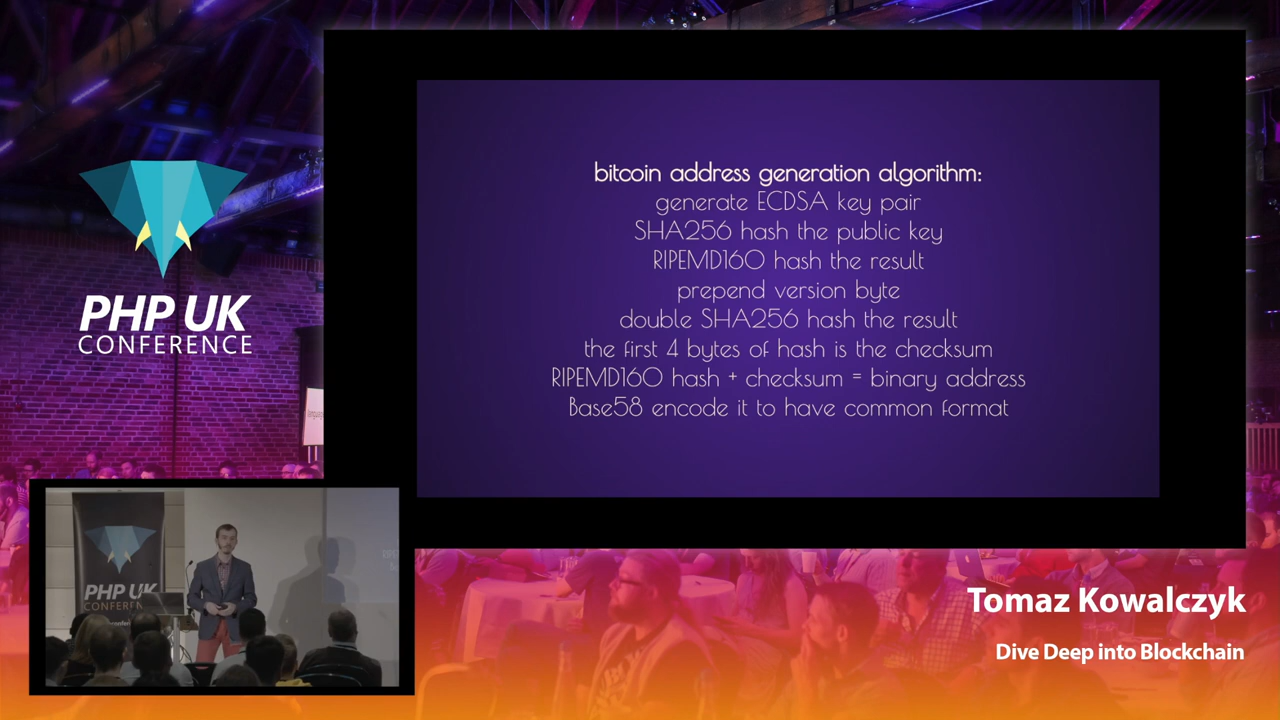 bitcoin address generation algorithm:
generate ECDSA key pair
SHA256 hash the public key
RIPEMD160 hash the result
prepend version byte
double SHA256 hash the result
the first 4 bytes of hash is the checksum
RIPEMD160 hash + checksum = binary address
Base58 encode it to have common format
PHP UK
CONFERENCE
PHP UK
Tomaz Kowalczyk
Dive Deep into Blockchain